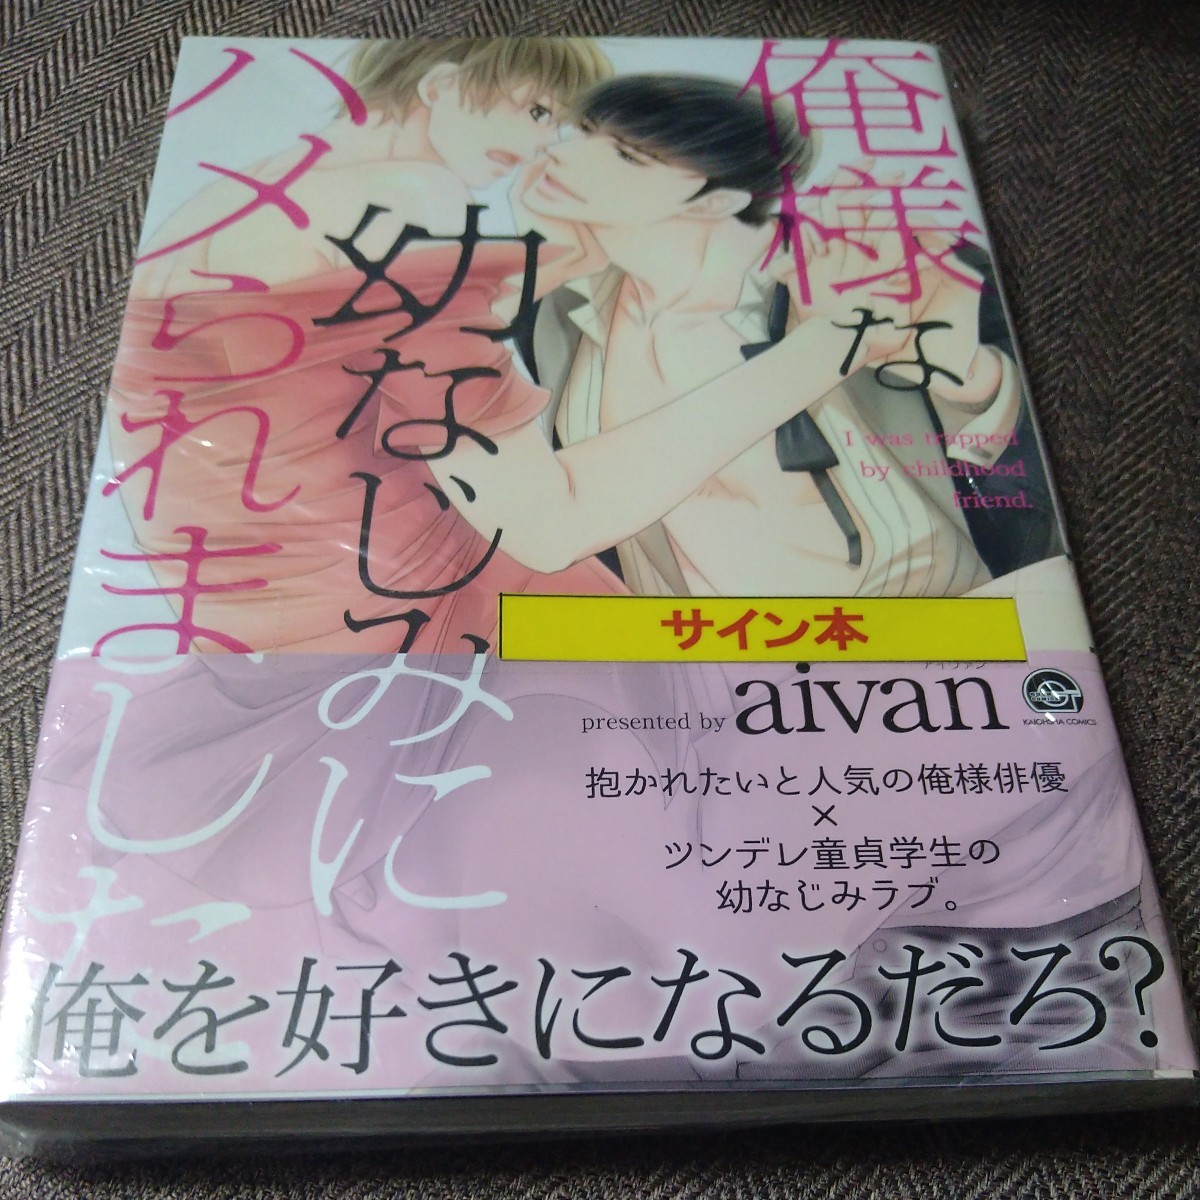 俺様な
幼なじみに
ハメられました
I was trapped
by childhood
friend.
サイン本
アイヴァン
presented by aivan
KAIOHSHA COMICS
抱かれたいと人気の俺様俳優
×
ツンデレ童貞学生の
幼なじみラブ。
俺を好きになるだろ?